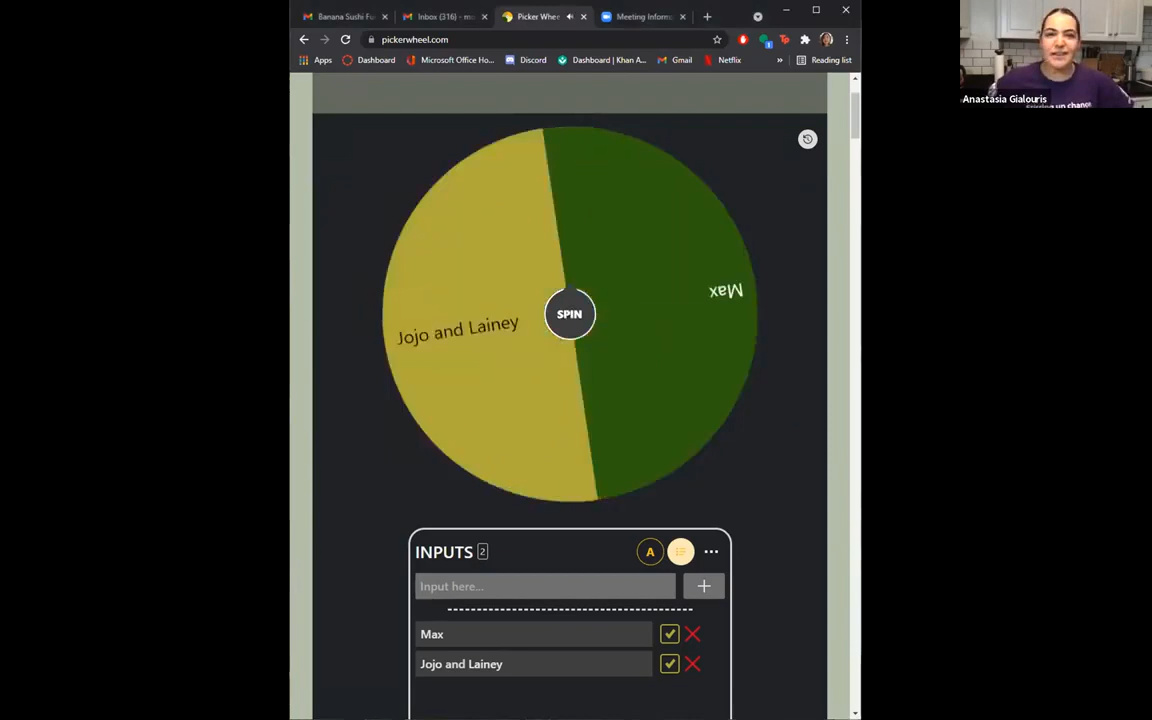 Banana Sushi Fu
Inbox (316) - m
Picker Whe
Meeting Inform
pickerwheel.com
Apps
Dashboard
Microsoft Office Ho...
Discord
Dashboard | Khan A...
Gmail
Netflix
»
Reading list
Anastasia Gialouris
up change
Max
Jojo and Lainey
SPIN
INPUTS 2
A
Input here...
Max
Jojo and Lainey